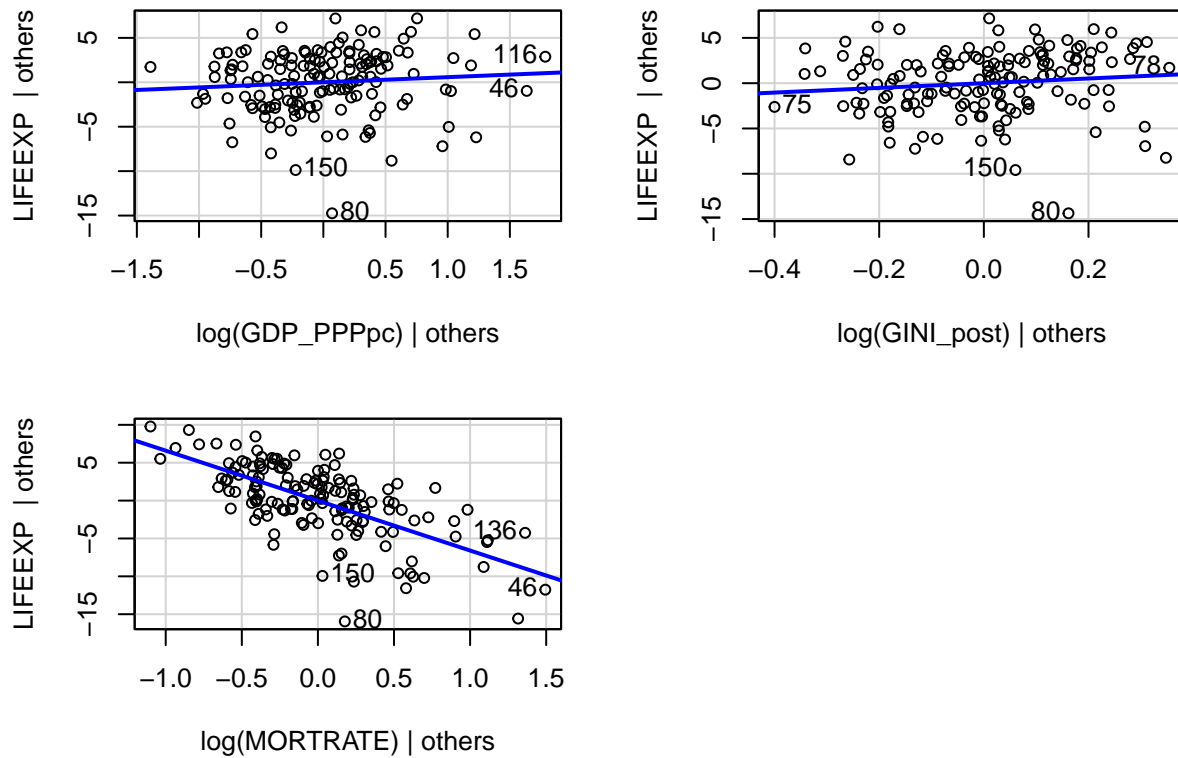 LIFEEXP | others
5
−5
−15
116
46
150
80
−1.5 −0.5 0.5 1.5
log(GDP_PPPpc) | others
LIFEEXP | others
5
0
−5
−15
78
75
150
80
−0.4 −0.2 0.0 0.2
log(GINI_post) | others
LIFEEXP | others
5
−5
−15
136
150
46
80
−1.0 −0.5 0.0 0.5 1.0 1.5
log(MORTRATE) | others